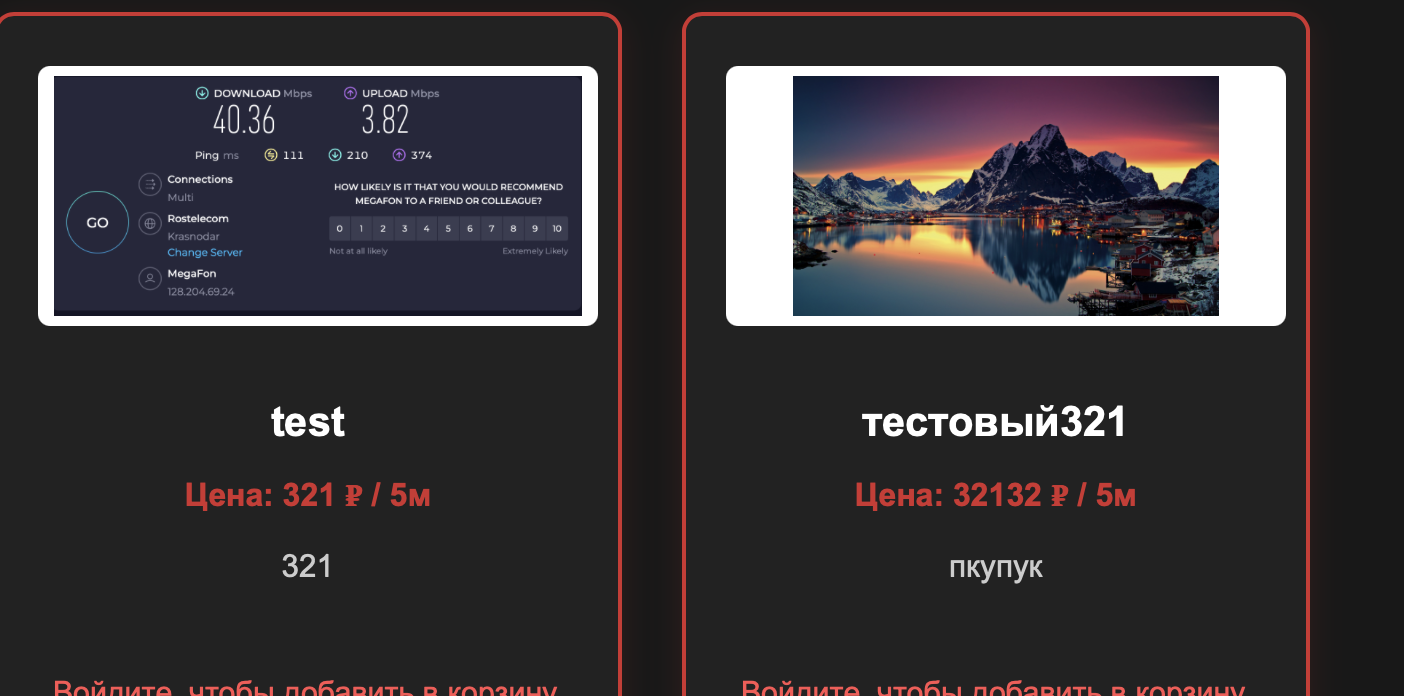 DOWNLOAD Mbps
UPLOAD Mbps
40.36
3.82
Ping ms 111 210 374
Connections
Multi
Rostelecom
Krasnodar
Change Server
MegaFon
128.204.69.24
GO
HOW LIKELY IS IT THAT YOU WOULD RECOMMEND
MEGAFON TO A FRIEND OR COLLEAGUE?
0 1 2 3 4 5 6 7 8 9 10
Not at all likely
Extremely Likely
test
Цена: 321 ₽ / 5м
321
Войдите, чтобы добавить в корзину
тестовый321
Цена: 32132 ₽ / 5м
пкупук
Войдите, чтобы добавить в корзину